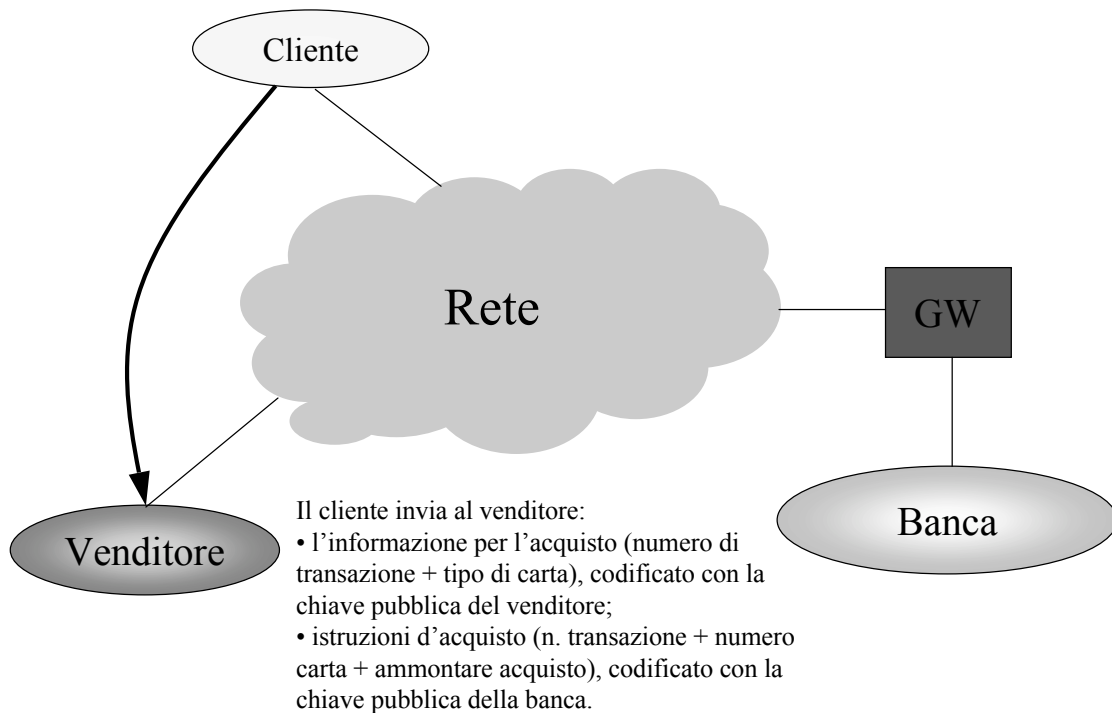 Cliente
Rete
GW
Venditore
Banca
Il cliente invia al venditore:
• l’informazione per l’acquisto (numero di
transazione + tipo di carta), codificato con la
chiave pubblica del venditore;
• istruzioni d’acquisto (n. transazione + numero
carta + ammontare acquisto), codificato con la
chiave pubblica della banca.